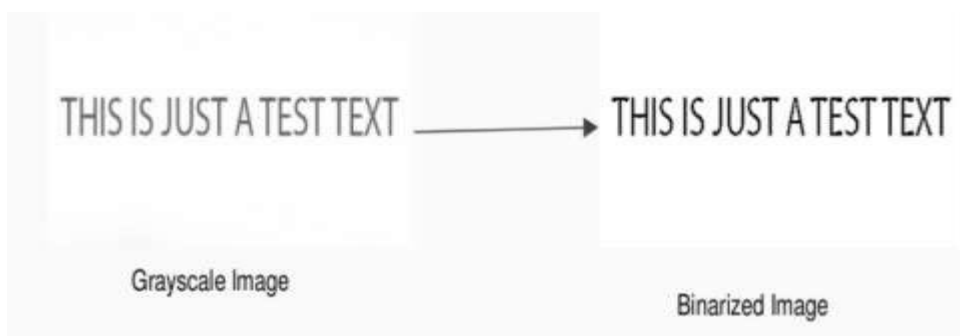 THIS IS JUST A TEST TEXT
THIS IS JUST A TEST TEXT
Grayscale Image
Binarized Image